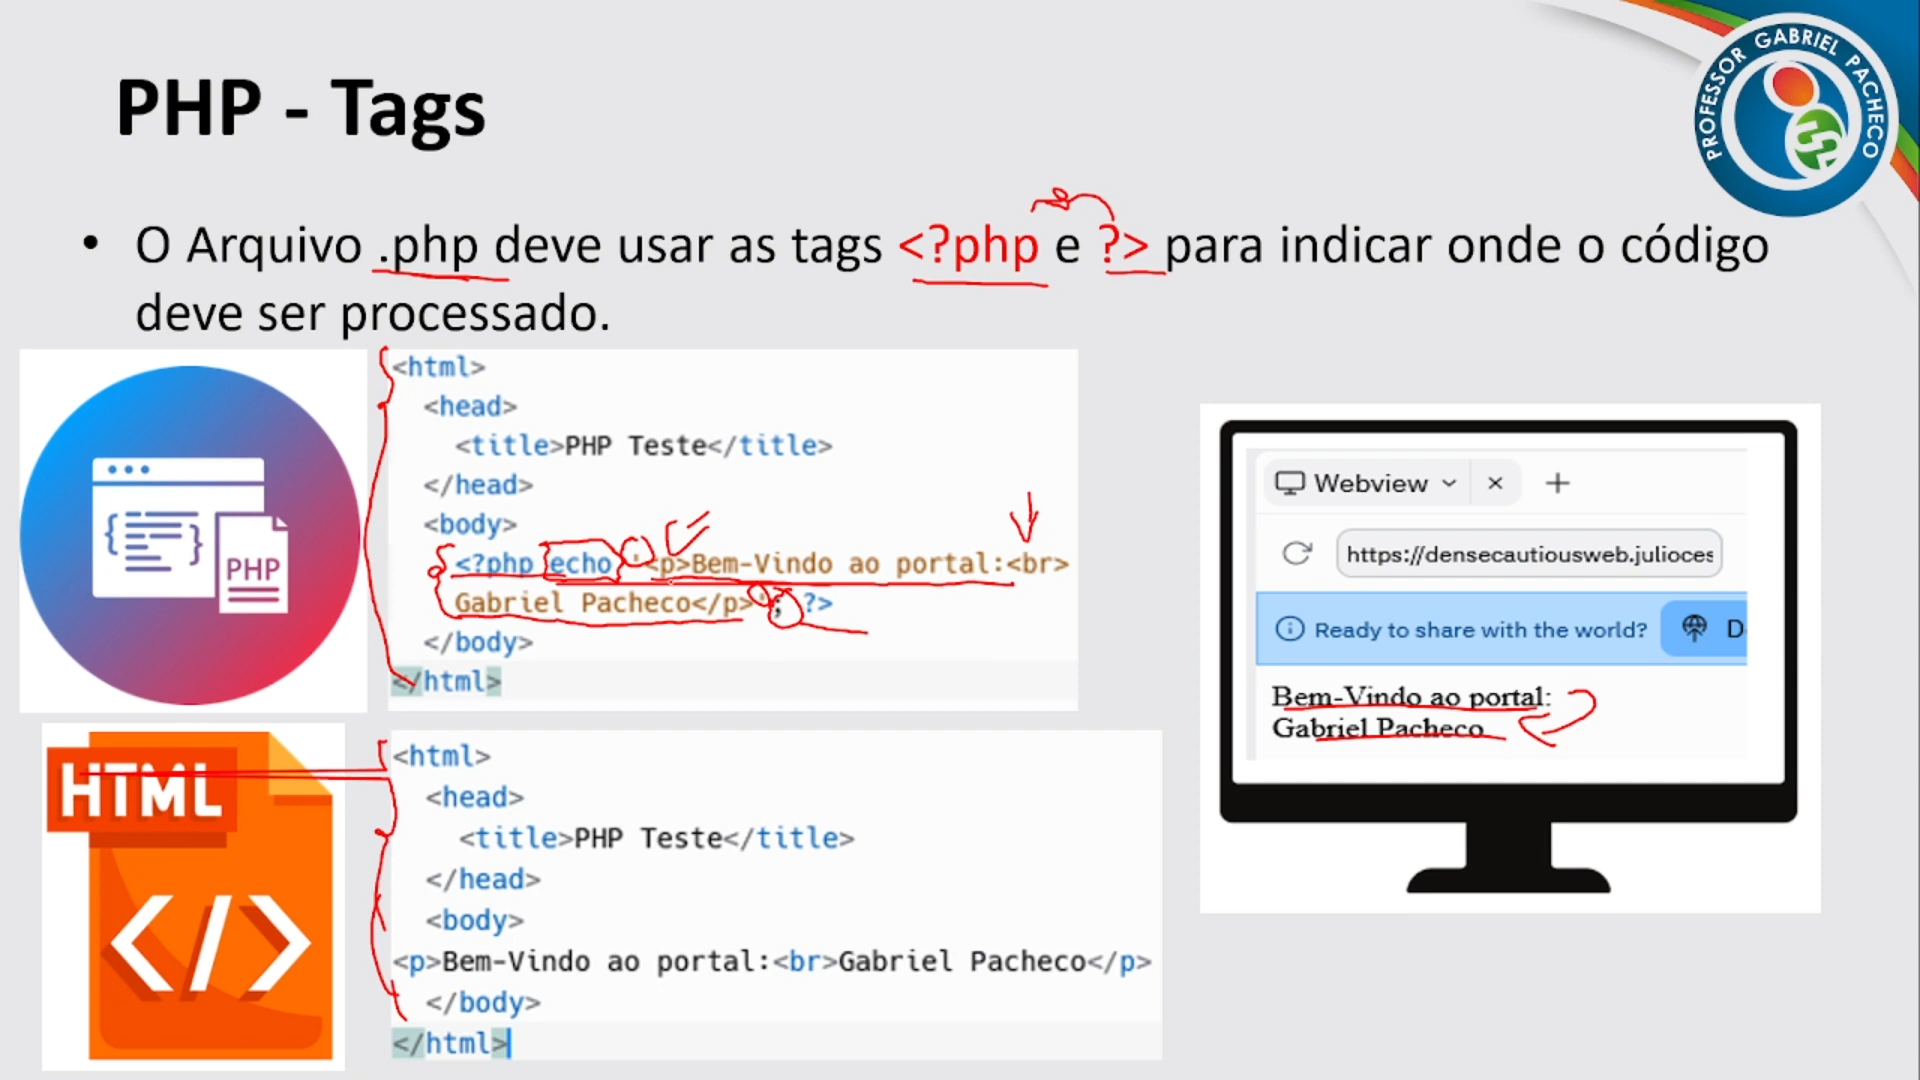 PROFESSOR GABRIEL PACHECO
PHP - Tags
• O Arquivo .php deve usar as tags <?php e ?> para indicar onde o código
deve ser processado.
PHP
<html>
<head>
<title>PHP Teste</title>
</head>
<body>
<?php echo '<p>Bem-Vindo ao portal:<br>
Gabriel Pacheco</p>'; ?>
</body>
</html>
Webview
https://densecautiousweb.julioces
Ready to share with the world?
D
Bem-Vindo ao portal:
Gabriel Pacheco
HTML
</>
<html>
<head>
<title>PHP Teste</title>
</head>
<body>
<p>Bem-Vindo ao portal:<br>Gabriel Pacheco</p>
</body>
</html>